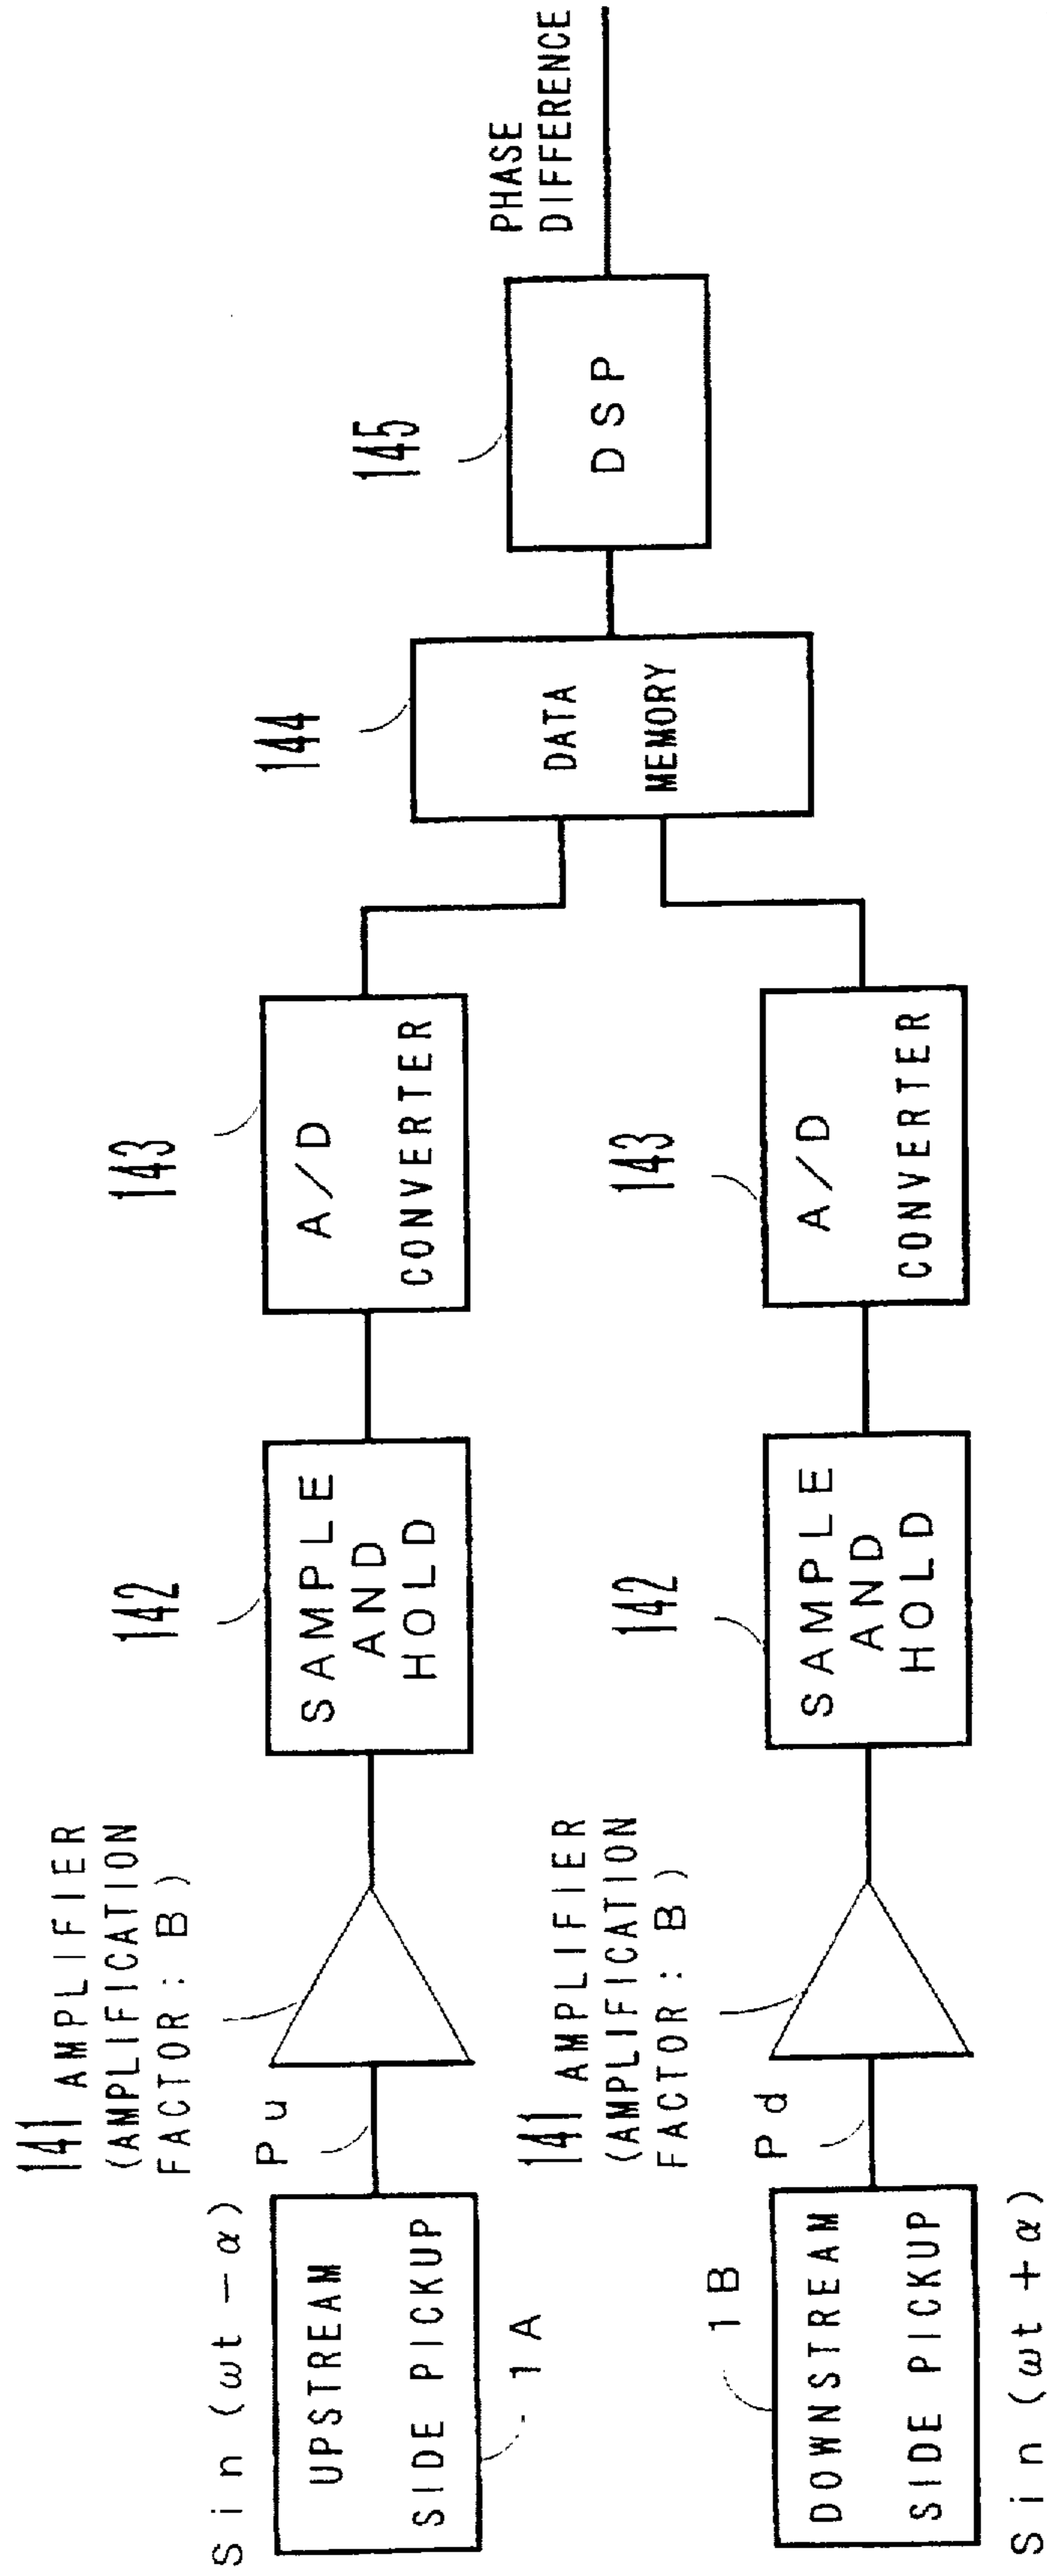 Sin (ωt－α)
UPSTREAM
SIDE PICKUP
1A
Pu
141 AMPLIFIER
(AMPLIFICATION
FACTOR: B)
142
SAMPLE
AND
HOLD
143
A/D
CONVERTER
1B
DOWNSTREAM
SIDE PICKUP
Sin (ωt＋α)
Pd
141 AMPLIFIER
(AMPLIFICATION
FACTOR: B)
142
SAMPLE
AND
HOLD
143
A/D
CONVERTER
144
DATA
MEMORY
145
DSP
PHASE
DIFFERENCE